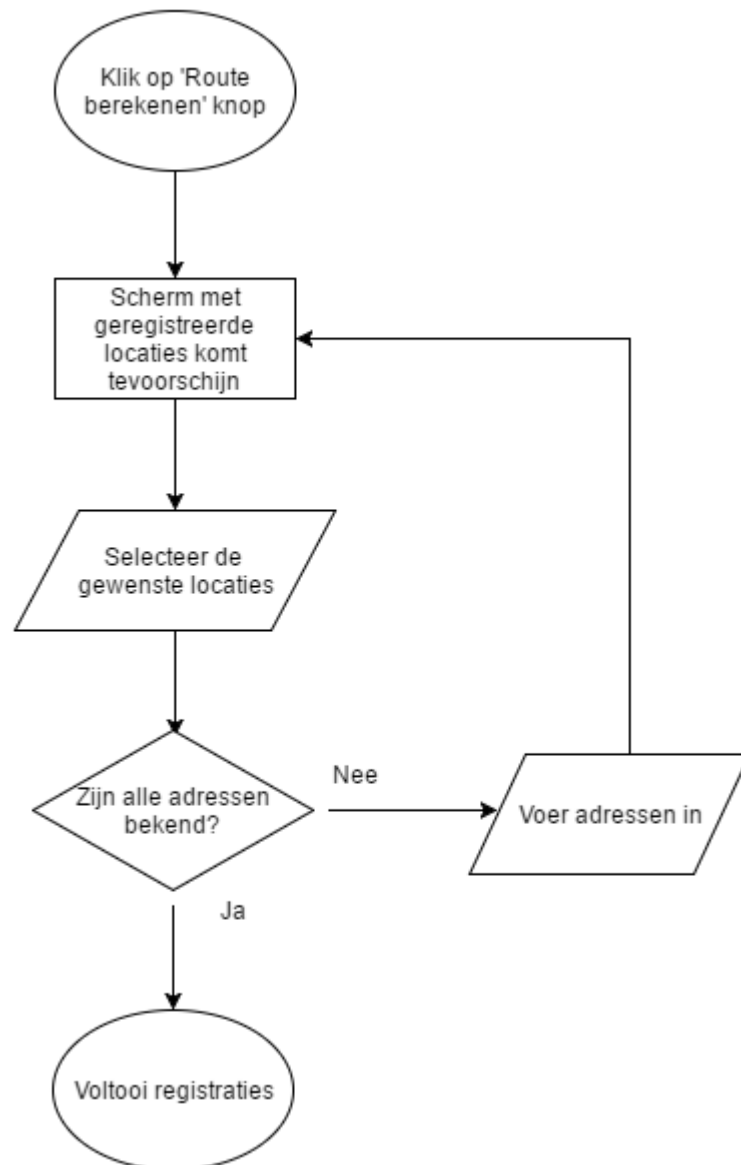 Klik op 'Route
berekenen' knop
Scherm met
geregistreerde
locaties komt
tevoorschijn
Selecteer de
gewenste locaties
Zijn alle adressen
bekend?
Nee
Voer adressen in
Ja
Voltooi registraties